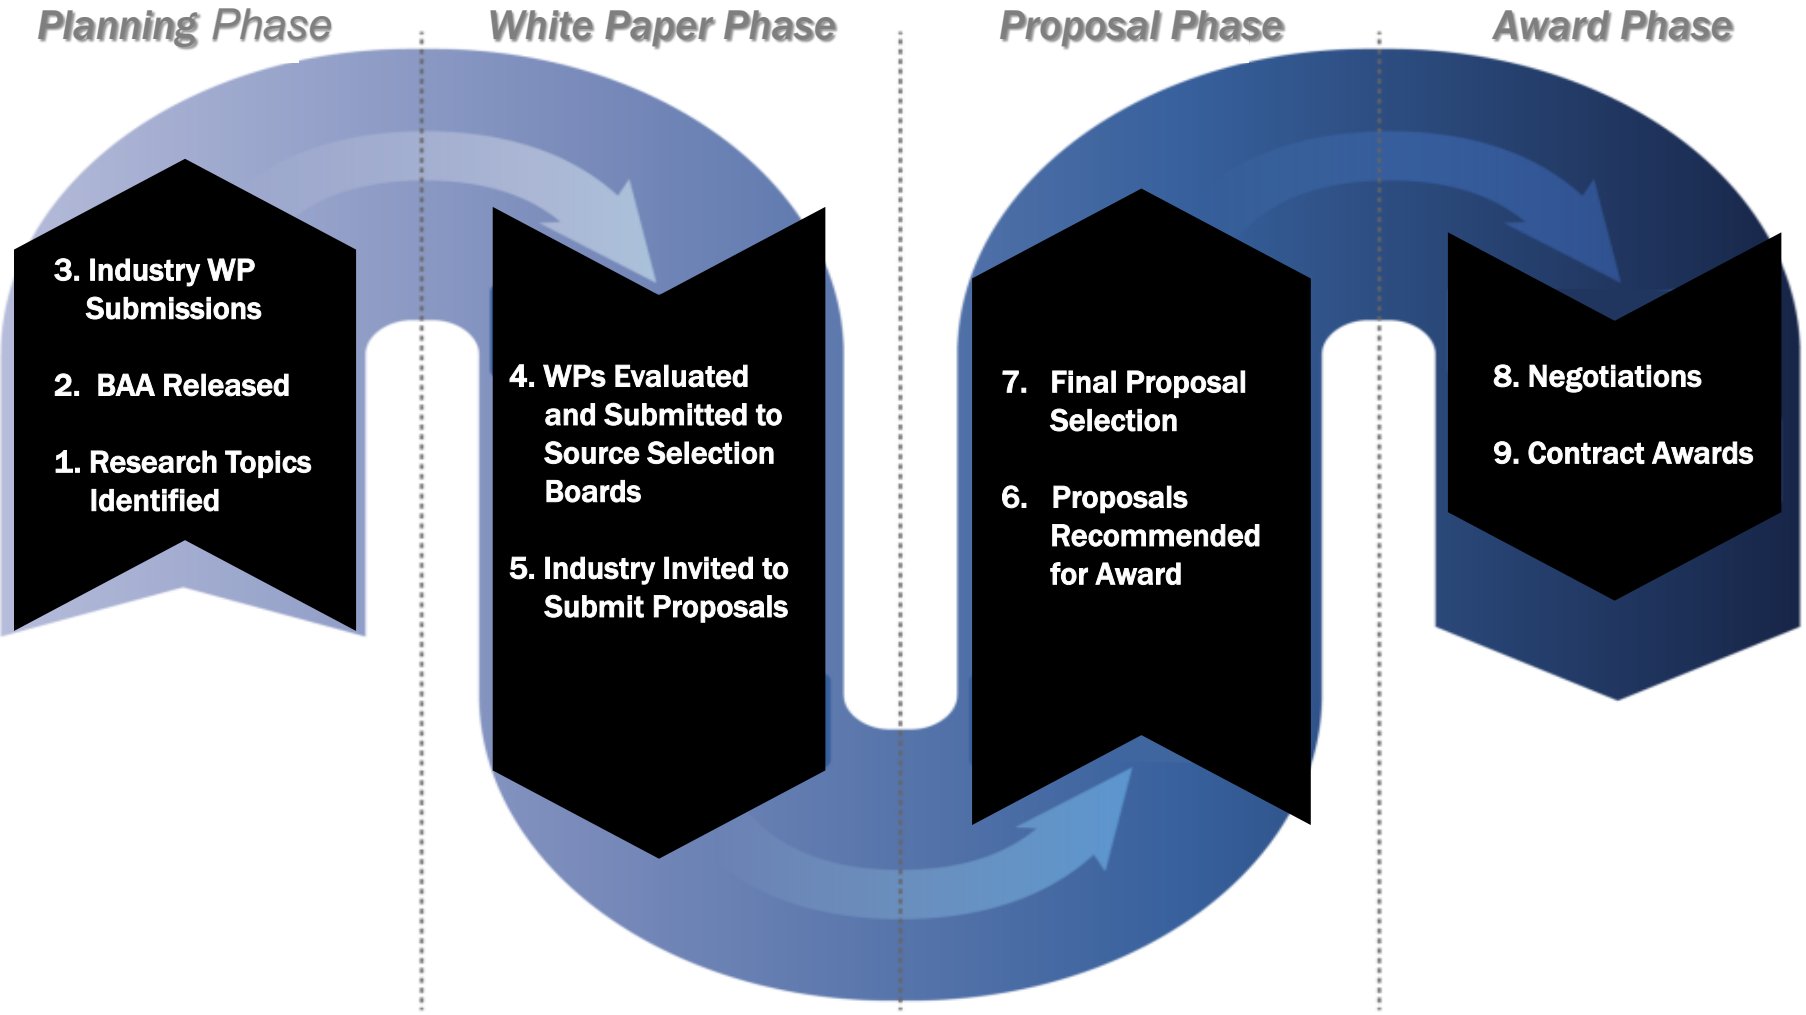 Planning Phase
White Paper Phase
Proposal Phase
Award Phase
3. Industry WP
Submissions
2. BAA Released
1. Research Topics
Identified
4. WPs Evaluated
and Submitted to
Source Selection
Boards
5. Industry Invited to
Submit Proposals
7. Final Proposal
Selection
6. Proposals
Recommended
for Award
8. Negotiations
9. Contract Awards